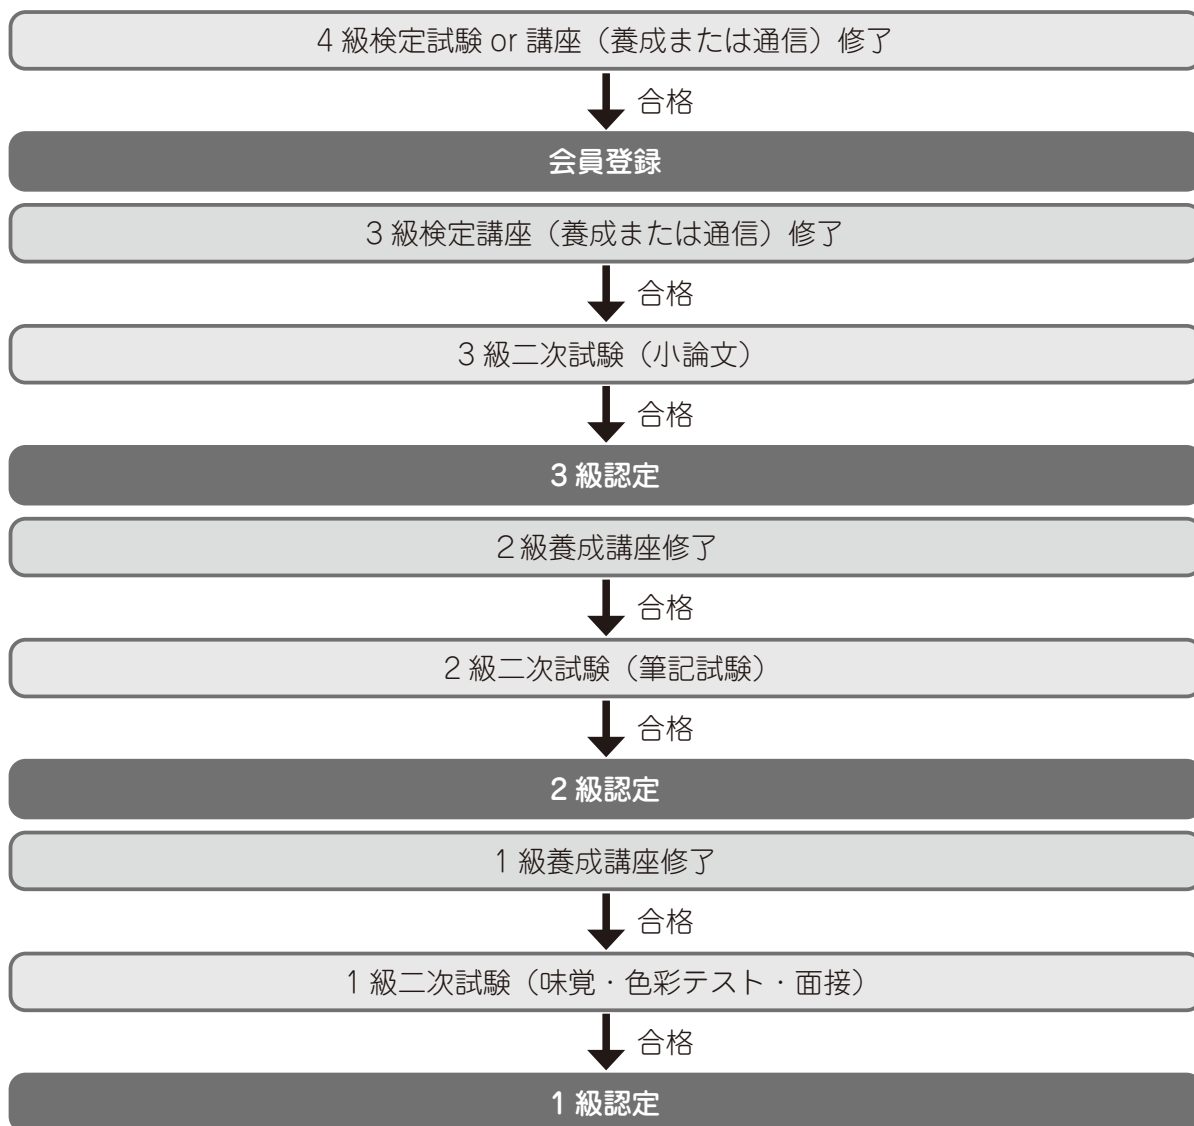 4級検定試験 or 講座（養成または通信）修了
合格
会員登録
3級検定講座（養成または通信）修了
合格
3級二次試験（小論文）
合格
3級認定
2級養成講座修了
合格
2級二次試験（筆記試験）
合格
2級認定
1級養成講座修了
合格
1級二次試験（味覚・色彩テスト・面接）
合格
1級認定